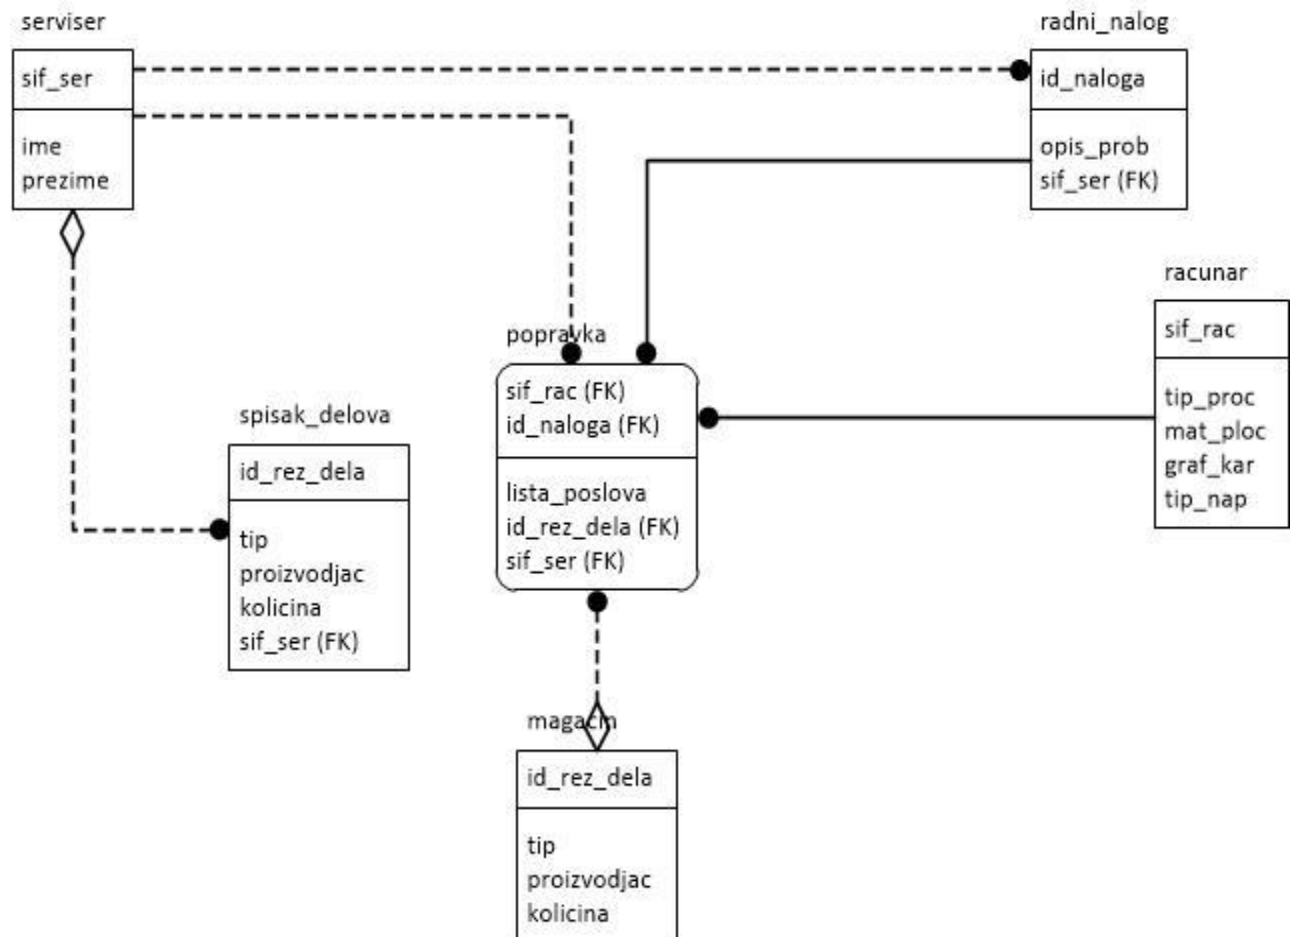 serviser
sif_ser
ime
prezime
radni_nalog
id_naloga
opis_prob
sif_ser (FK)
racunar
sif_rac
tip_proc
mat_ploc
graf_kar
tip_nap
popravka
sif_rac (FK)
id_naloga (FK)
lista_poslova
id_rez_dela (FK)
sif_ser (FK)
spisak_delova
id_rez_dela
tip
proizvodjac
kolicina
sif_ser (FK)
magacin
id_rez_dela
tip
proizvodjac
kolicina